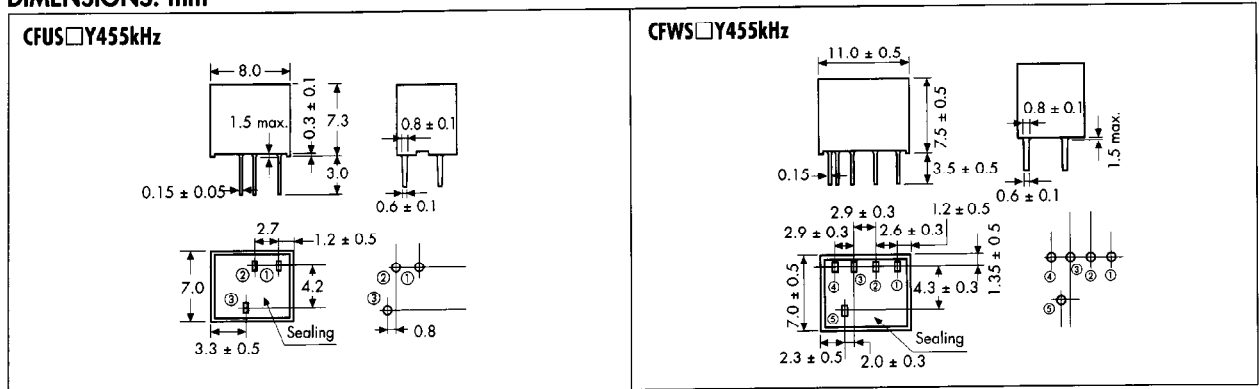 DIMENSIONS: mm
CFUS□Y455kHz
8.0
0.3 ± 0.1
7.3
1.5 max.
3.0
0.15 ± 0.05
0.8 ± 0.1
0.6 ± 0.1
2.7
1.2 ± 0.5
7.0
② ①
③
4.2
Sealing
3.3 ± 0.5
② ①
③
0.8
CFWS□Y455kHz
11.0 ± 0.5
7.5 ± 0.5
3.5 ± 0.5
0.15
0.8 ± 0.1
1.5 max.
0.6 ± 0.1
2.9 ± 0.3
1.2 ± 0.5
2.9 ± 0.3
2.6 ± 0.3
1.35 ± 0.5
7.0 ± 0.5
④ ③ ② ①
4.3 ± 0.3
⑤
Sealing
2.3 ± 0.5
2.0 ± 0.3
④ ③ ② ①
⑤